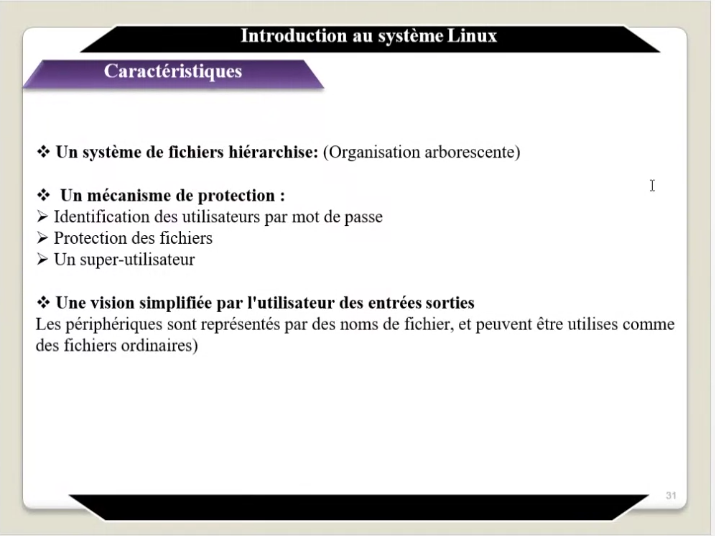 Introduction au système Linux
Caractéristiques
❖ Un système de fichiers hiérarchise: (Organisation arborescente)
❖ Un mécanisme de protection :
➢ Identification des utilisateurs par mot de passe
➢ Protection des fichiers
➢ Un super-utilisateur
❖ Une vision simplifiée par l'utilisateur des entrées sorties
Les périphériques sont représentés par des noms de fichier, et peuvent être utilises comme
des fichiers ordinaires)
31